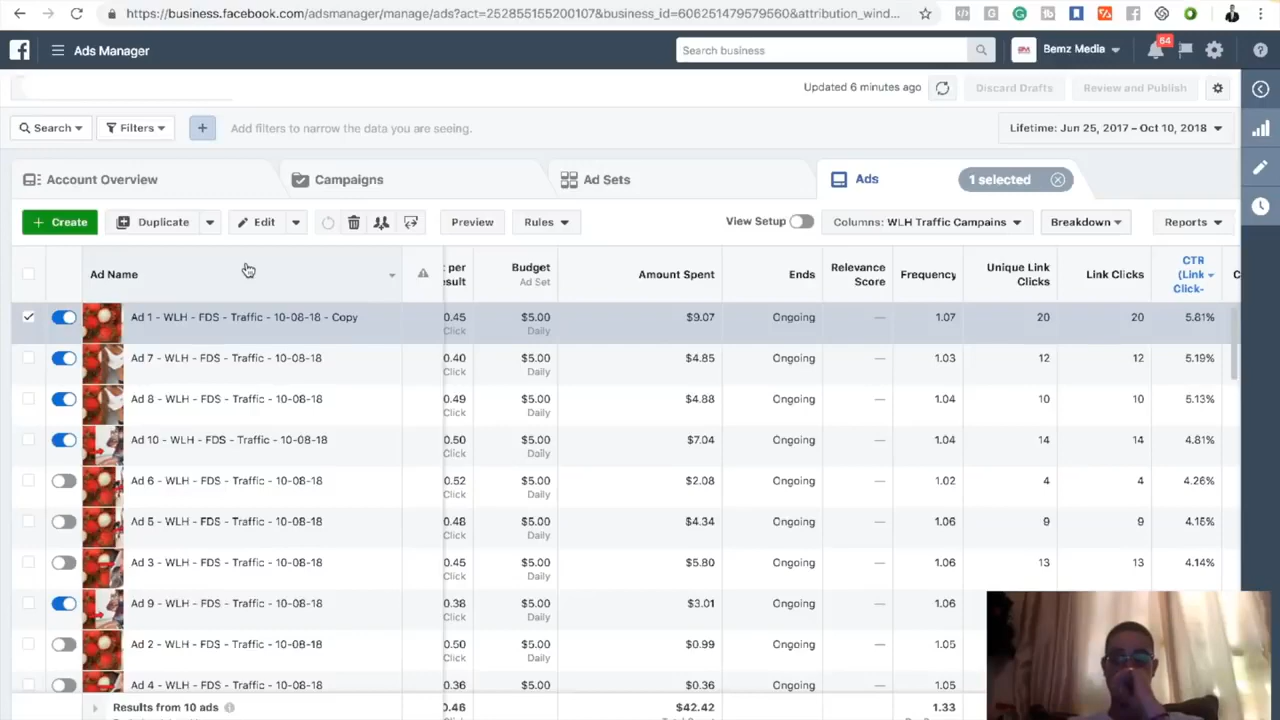 https://business.facebook.com/adsmanager/manage/ads?act=252855155200107&business_id=606251479579560&attribution_wind...
Ads Manager
Search business
Bemz Media
64
Updated 6 minutes ago
Discard Drafts
Review and Publish
Search
Filters
Add filters to narrow the data you are seeing.
Lifetime: Jun 25, 2017 – Oct 10, 2018
Account Overview
Campaigns
Ad Sets
Ads
1 selected
+ Create
Duplicate
Edit
Preview
Rules
View Setup
Columns: WLH Traffic Campains
Breakdown
Reports
Ad Name
per
esult
Budget
Ad Set
Amount Spent
Ends
Relevance
Score
Frequency
Unique Link
Clicks
Link Clicks
CTR
(Link
Click-
C
Ad 1 - WLH - FDS - Traffic - 10-08-18 - Copy 0.45 $5.00 $9.07 Ongoing — 1.07 20 20 5.81%
Click Daily
Ad 7 - WLH - FDS - Traffic - 10-08-18 0.40 $5.00 $4.85 Ongoing — 1.03 12 12 5.19%
Click Daily
Ad 8 - WLH - FDS - Traffic - 10-08-18 0.49 $5.00 $4.88 Ongoing — 1.04 10 10 5.13%
Click Daily
Ad 10 - WLH - FDS - Traffic - 10-08-18 0.50 $5.00 $7.04 Ongoing — 1.04 14 14 4.81%
Click Daily
Ad 6 - WLH - FDS - Traffic - 10-08-18 0.52 $5.00 $2.08 Ongoing — 1.02 4 4 4.26%
Click Daily
Ad 5 - WLH - FDS - Traffic - 10-08-18 0.48 $5.00 $4.34 Ongoing — 1.06 9 9 4.15%
Click Daily
Ad 3 - WLH - FDS - Traffic - 10-08-18 0.45 $5.00 $5.80 Ongoing — 1.06 13 13 4.14%
Click Daily
Ad 9 - WLH - FDS - Traffic - 10-08-18 0.38 $5.00 $3.01 Ongoing — 1.06
Click Daily
Ad 2 - WLH - FDS - Traffic - 10-08-18 0.50 $5.00 $0.99 Ongoing — 1.05
Click Daily
Ad 4 - WLH - FDS - Traffic - 10-08-18 0.36 $5.00 $0.36 Ongoing — 1.05
Results from 10 ads 0.46 $42.42 1.33